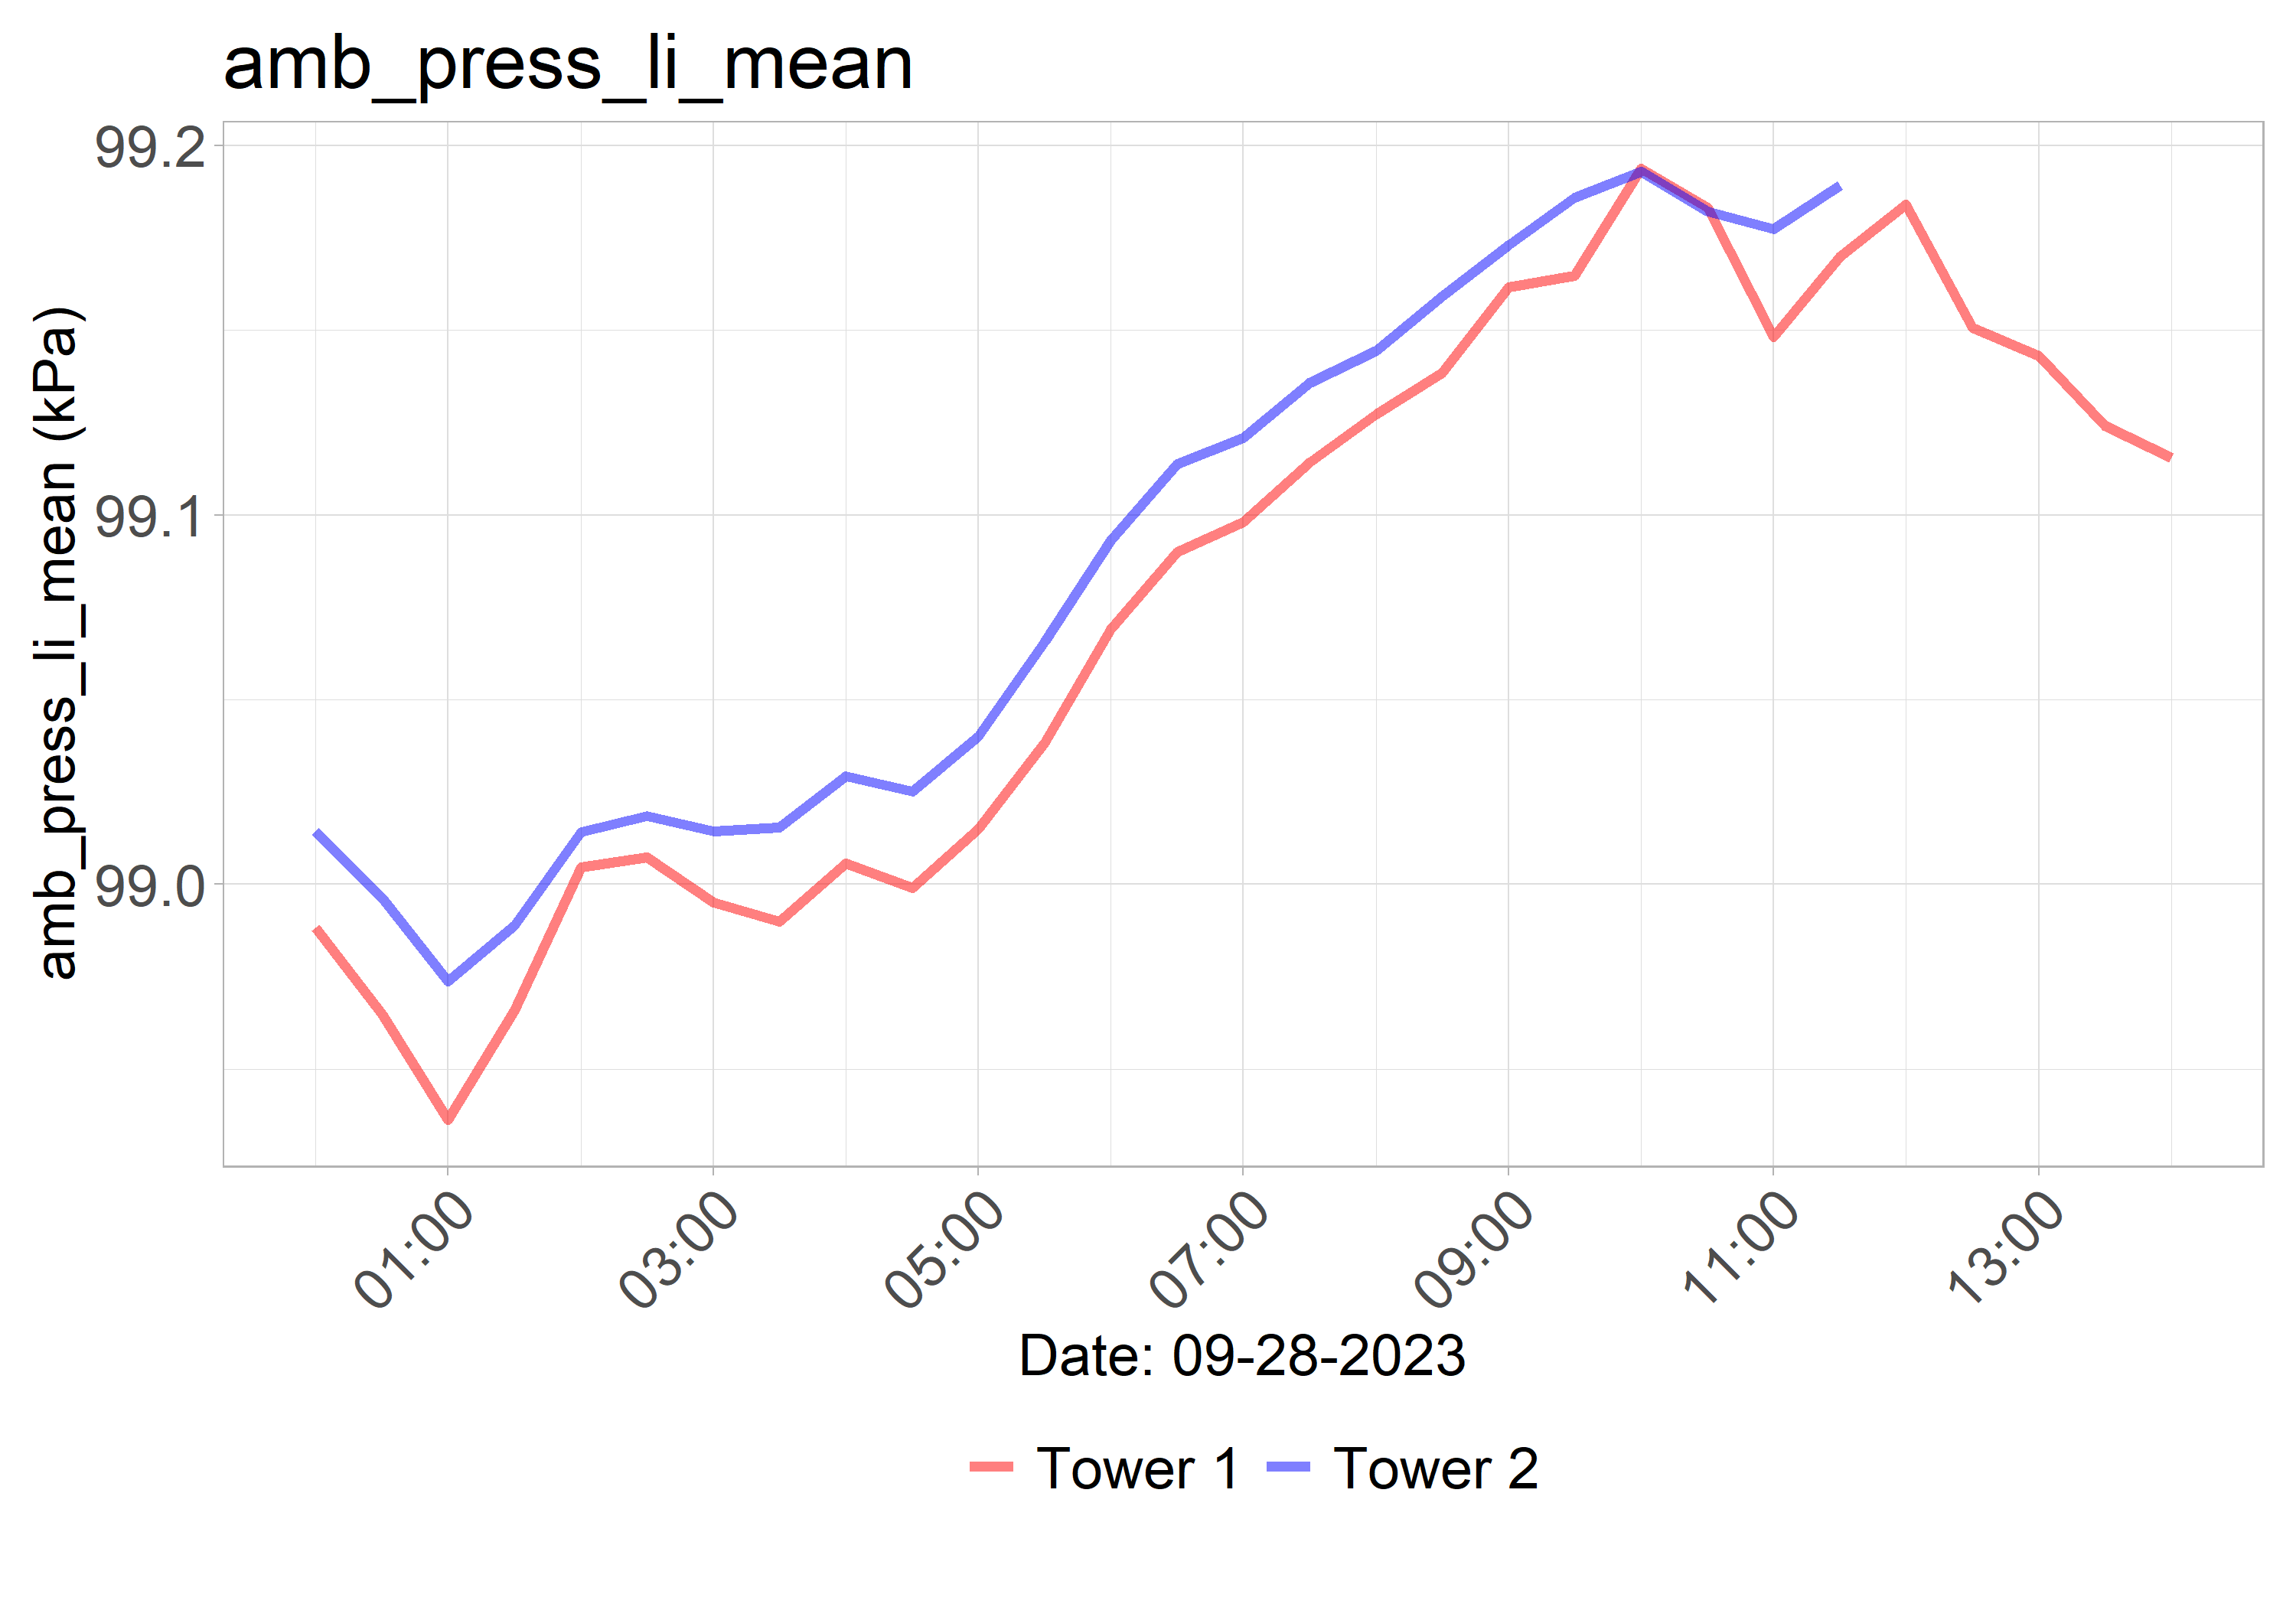 amb_press_li_mean
amb_press_li_mean (kPa)
99.2
99.1
99.0
01:00
03:00
05:00
07:00
09:00
11:00
13:00
Date: 09-28-2023
Tower 1
Tower 2